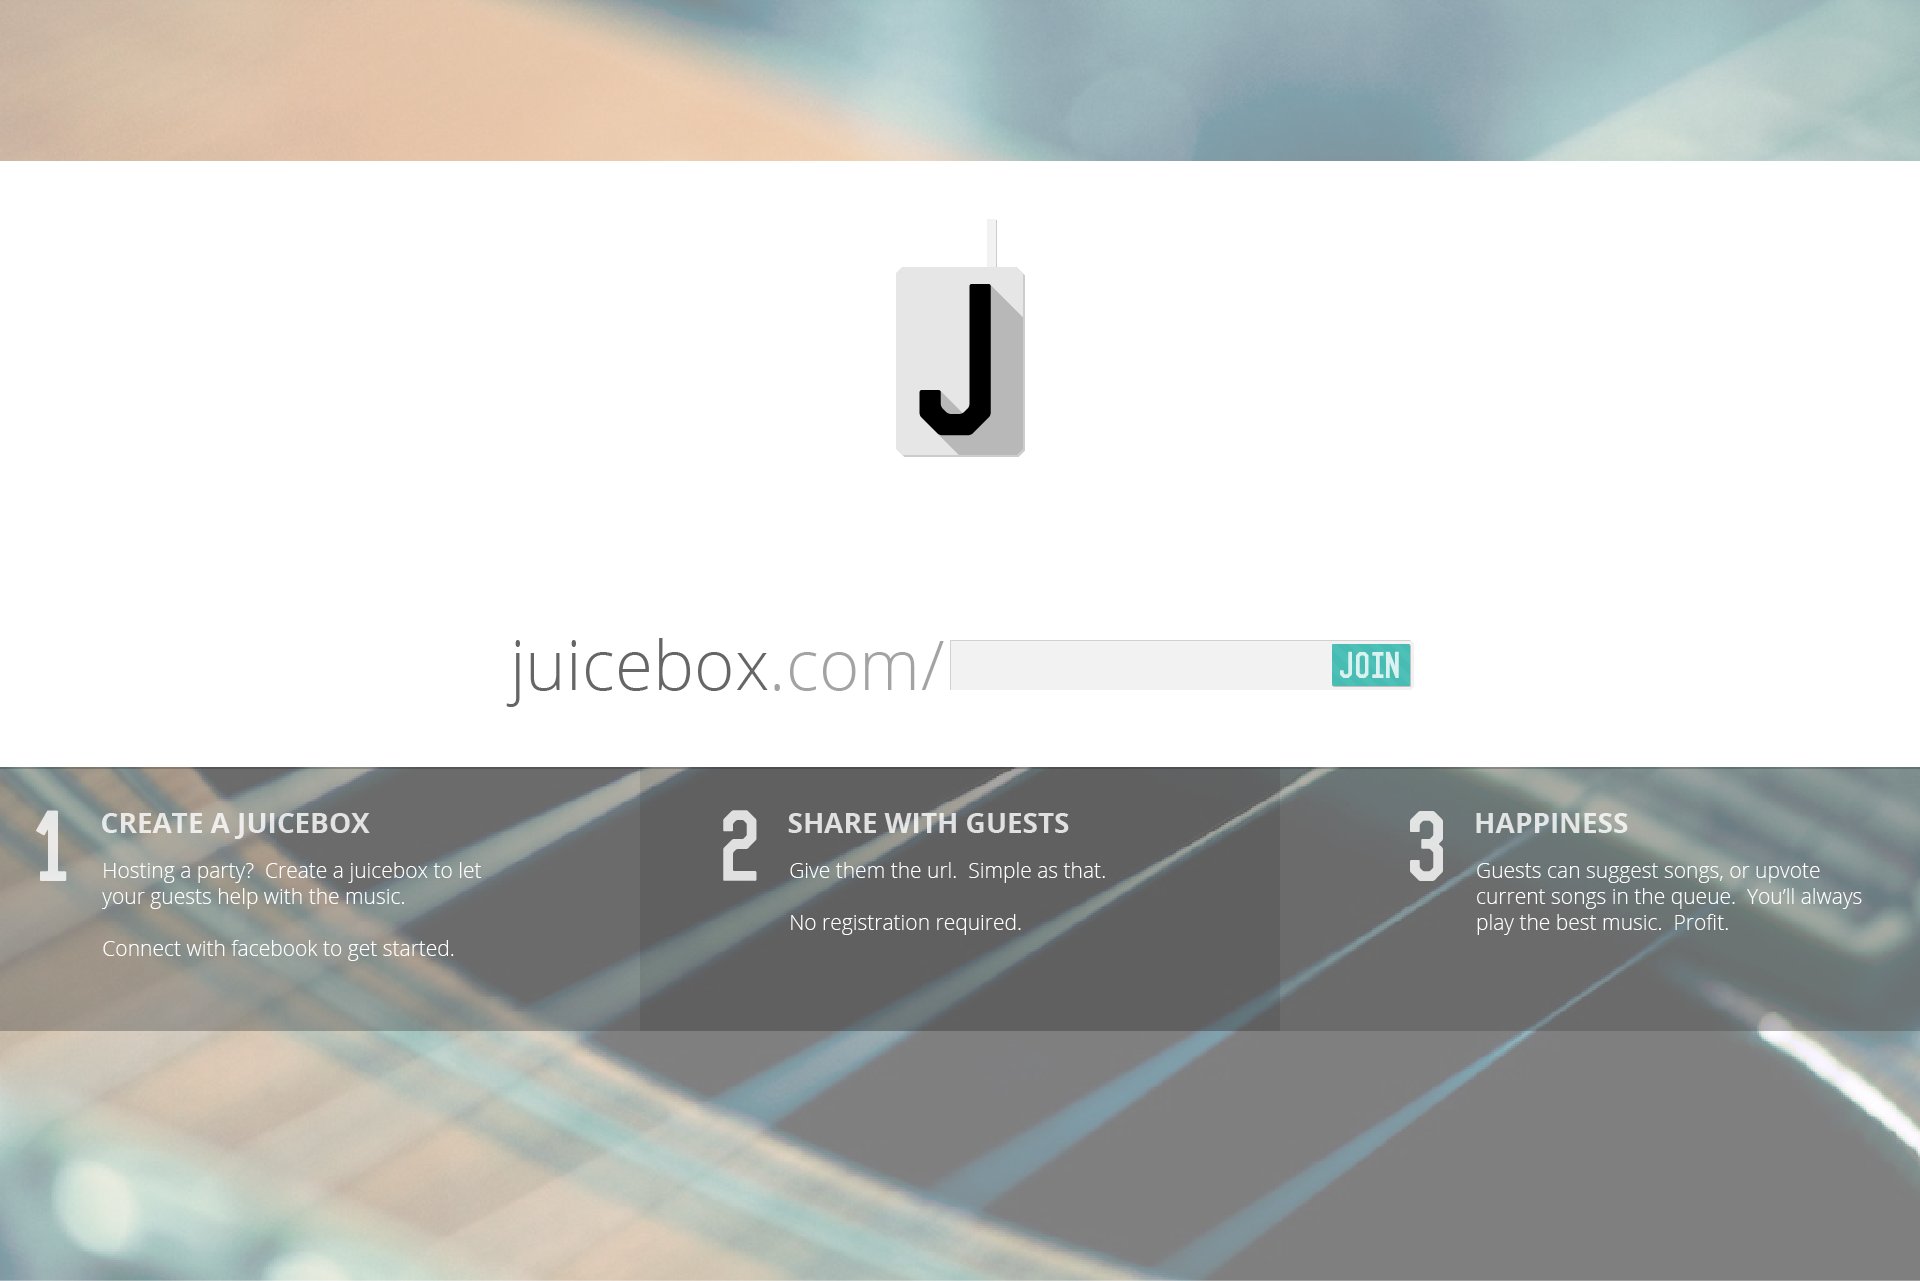 J
juicebox.com/
JOIN
1
CREATE A JUICEBOX
Hosting a party?  Create a juicebox to let
your guests help with the music.
Connect with facebook to get started.
2
SHARE WITH GUESTS
Give them the url.  Simple as that.
No registration required.
3
HAPPINESS
Guests can suggest songs, or upvote
current songs in the queue.  You’ll always
play the best music.  Profit.